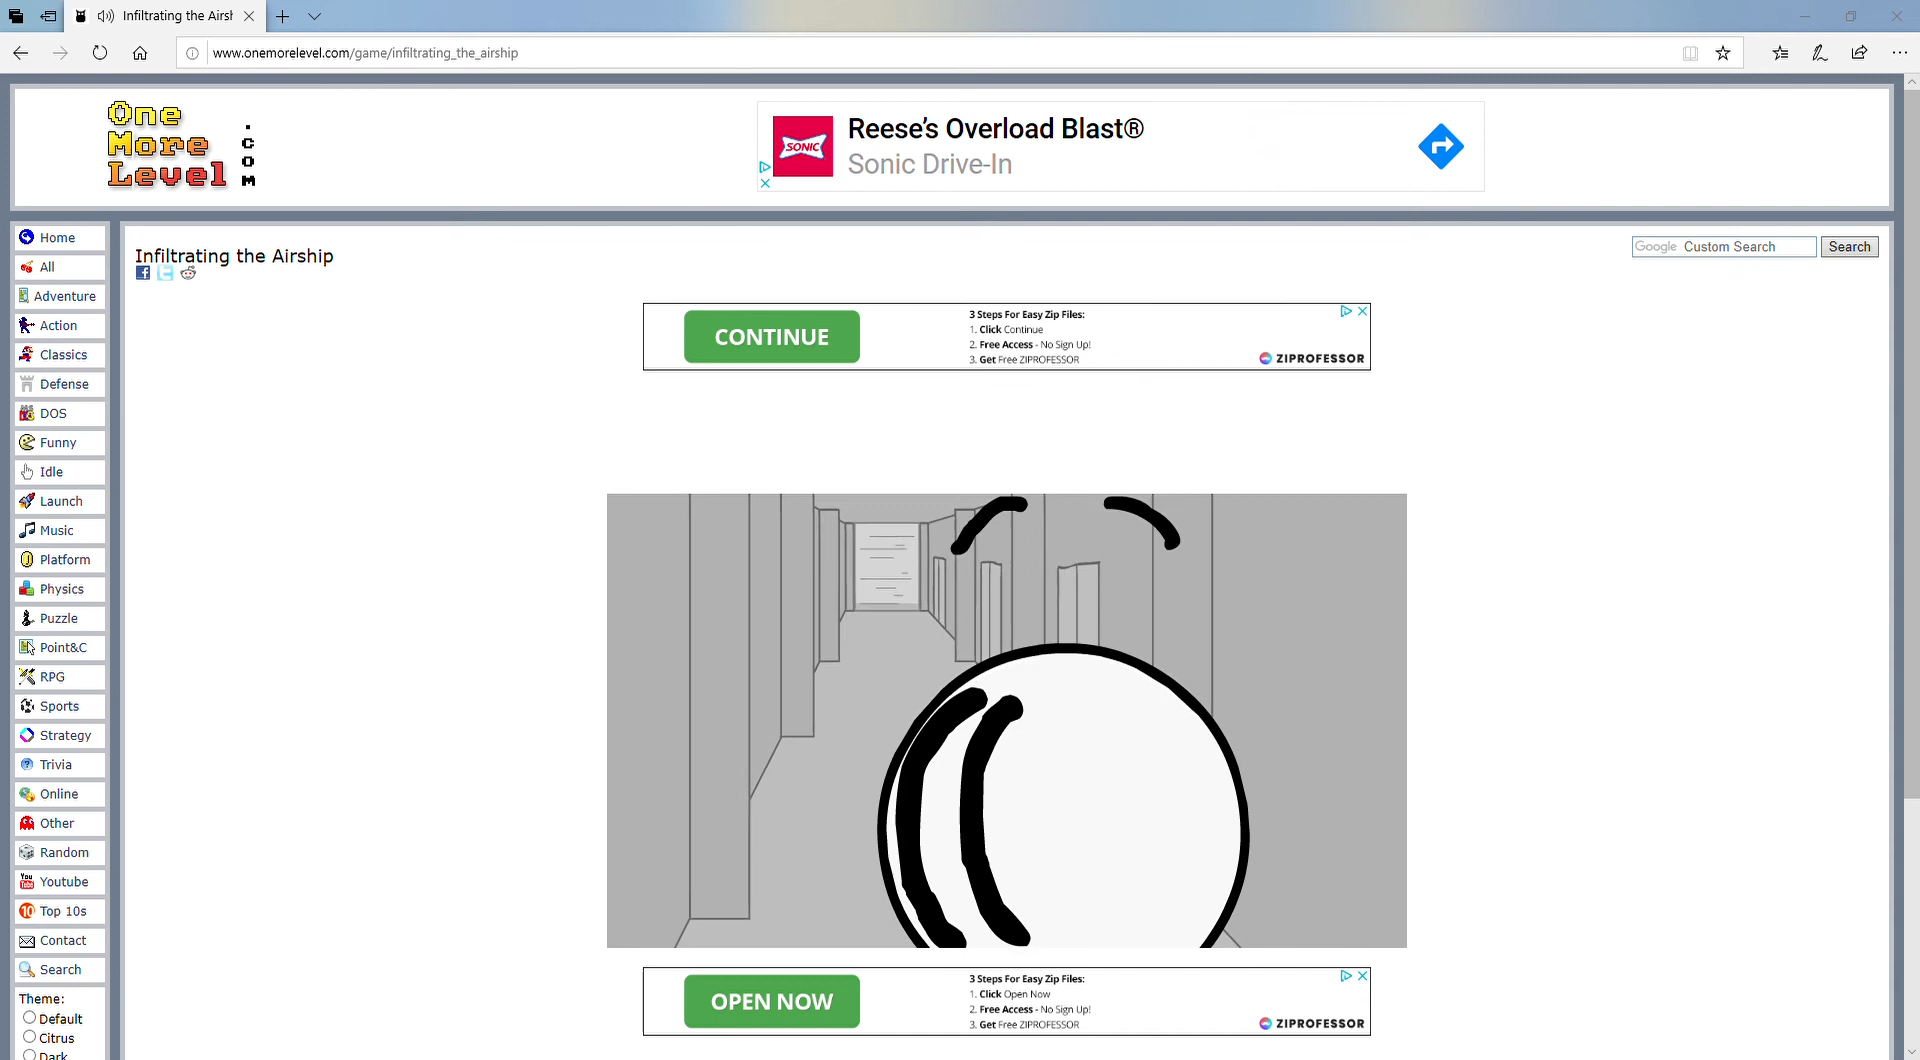 Infiltrating the Airsh
www.onemorelevel.com/game/infiltrating_the_airship
One
More
Level
.com
SONIC
Reese's Overload Blast®
Sonic Drive-In
Home
All
Adventure
Action
Classics
Defense
DOS
Funny
Idle
Launch
Music
Platform
Physics
Puzzle
Point&C
RPG
Sports
Strategy
Trivia
Online
Other
Random
Youtube
Top 10s
Contact
Search
Theme:
Default
Citrus
Dark
Infiltrating the Airship
Google Custom Search
Search
CONTINUE
3 Steps For Easy Zip Files:
1. Click Continue
2. Free Access - No Sign Up!
3. Get Free ZIPROFESSOR
ZIPROFESSOR
OPEN NOW
3 Steps For Easy Zip Files:
1. Click Open Now
2. Free Access - No Sign Up!
3. Get Free ZIPROFESSOR
ZIPROFESSOR